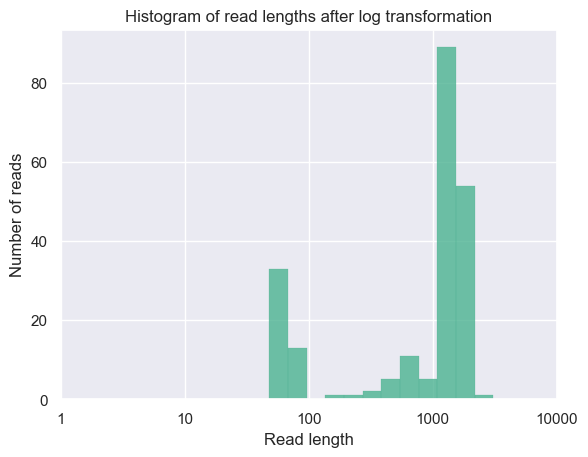 Histogram of read lengths after log transformation
Number of reads
80
60
40
20
0
1 10 100 1000 10000
Read length